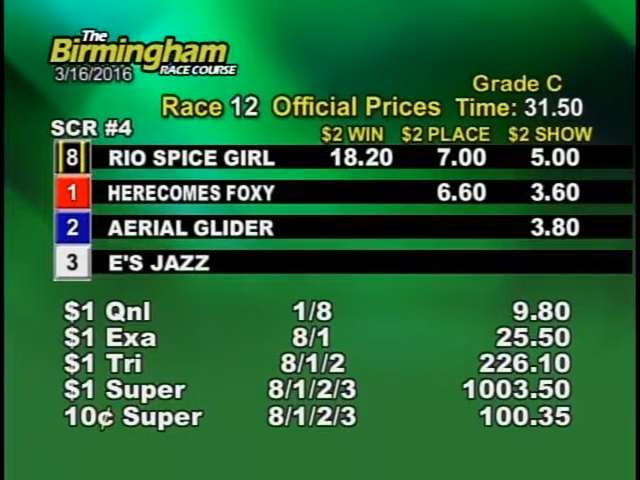 The
Birmingham
RACE COURSE
3/16/2016
Grade C
Race 12 Official Prices Time: 31.50
SCR #4
$2 WIN $2 PLACE $2 SHOW
8 RIO SPICE GIRL 18.20 7.00 5.00
1 HERECOMES FOXY 6.60 3.60
2 AERIAL GLIDER 3.80
3 E'S JAZZ
$1 Qnl 1/8 9.80
$1 Exa 8/1 25.50
$1 Tri 8/1/2 226.10
$1 Super 8/1/2/3 1003.50
10¢ Super 8/1/2/3 100.35